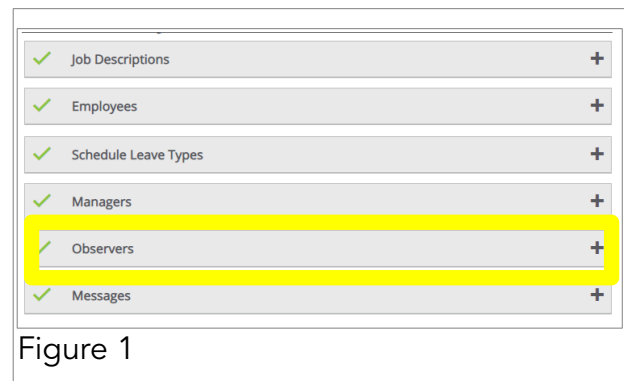 Job Descriptions
Employees
Schedule Leave Types
Managers
Observers
Messages
Figure 1